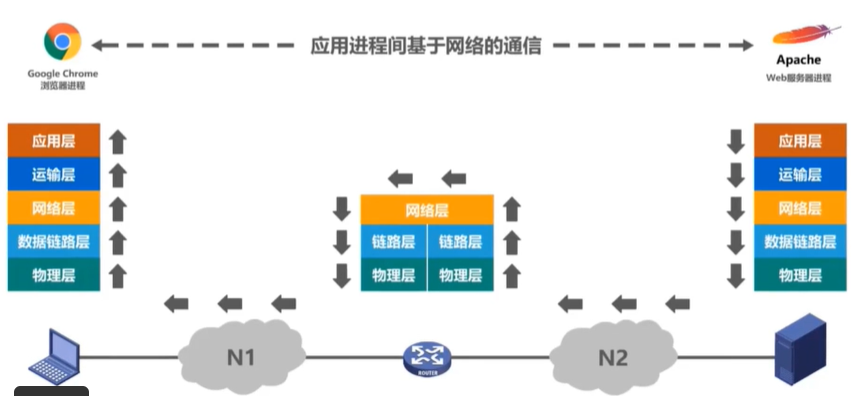 应用进程间基于网络的通信
Google Chrome
浏览器进程
Apache
Web服务器进程
应用层
运输层
网络层
数据链路层
物理层
网络层
链路层 链路层
物理层 物理层
应用层
运输层
网络层
数据链路层
物理层
N1
ROUTER
N2